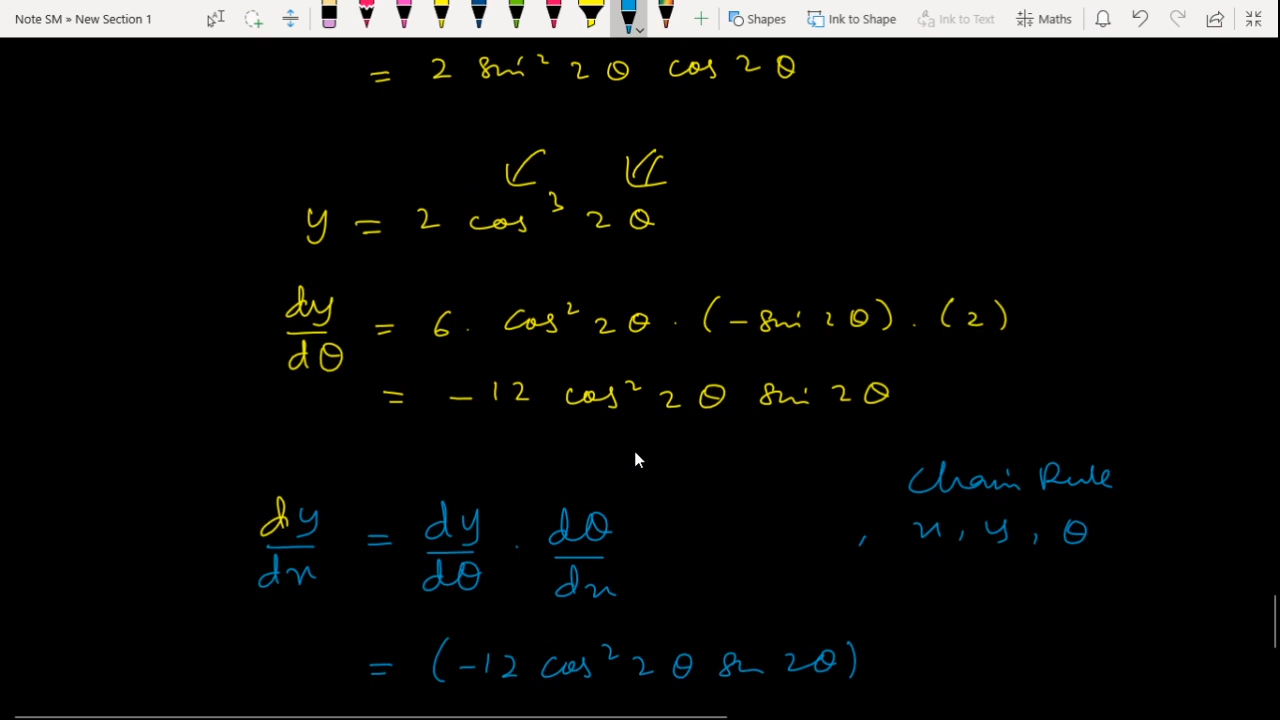 Note SM » New Section 1 Shapes Ink to Shape Ink to Text Maths
= 2 sin² 2θ cos 2θ
y = 2 cos³ 2θ
dy/dθ = 6 · cos² 2θ · (− sin 2θ) · (2)
= −12 cos² 2θ sin 2θ
Chain Rule
dy/dx = dy/dθ · dθ/dx , x, y, θ
= (−12 cos² 2θ sin 2θ)